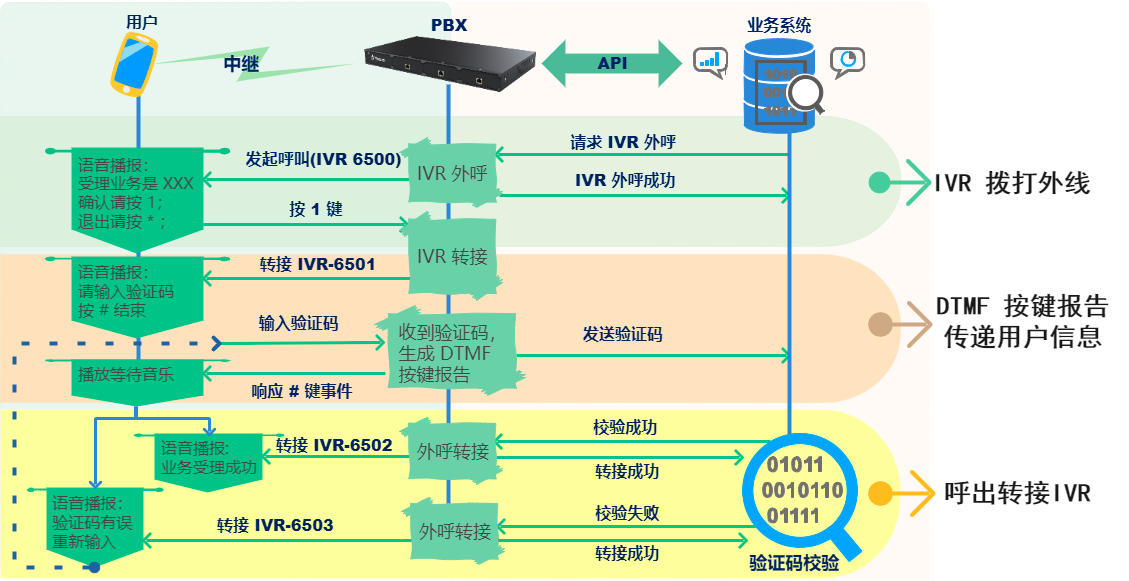 用户
PBX
业务系统
中继
API
1010
语音播报：
受理业务是 XXX
确认请按 1；
退出请按 * ；
发起呼叫(IVR 6500)
IVR 外呼
请求 IVR 外呼
IVR 外呼成功
IVR 拨打外线
按 1 键
IVR 转接
转接 IVR-6501
语音播报：
请输入验证码
按 # 结束
输入验证码
收到验证码，
生成 DTMF
按键报告
发送验证码
DTMF 按键报告
传递用户信息
播放等待音乐
响应 # 键事件
语音播报：
业务受理成功
转接 IVR-6502
外呼转接
校验成功
转接成功
01011
0010110
01111
呼出转接IVR
语音播报：
验证码有误
重新输入
转接 IVR-6503
外呼转接
校验失败
转接成功
验证码校验